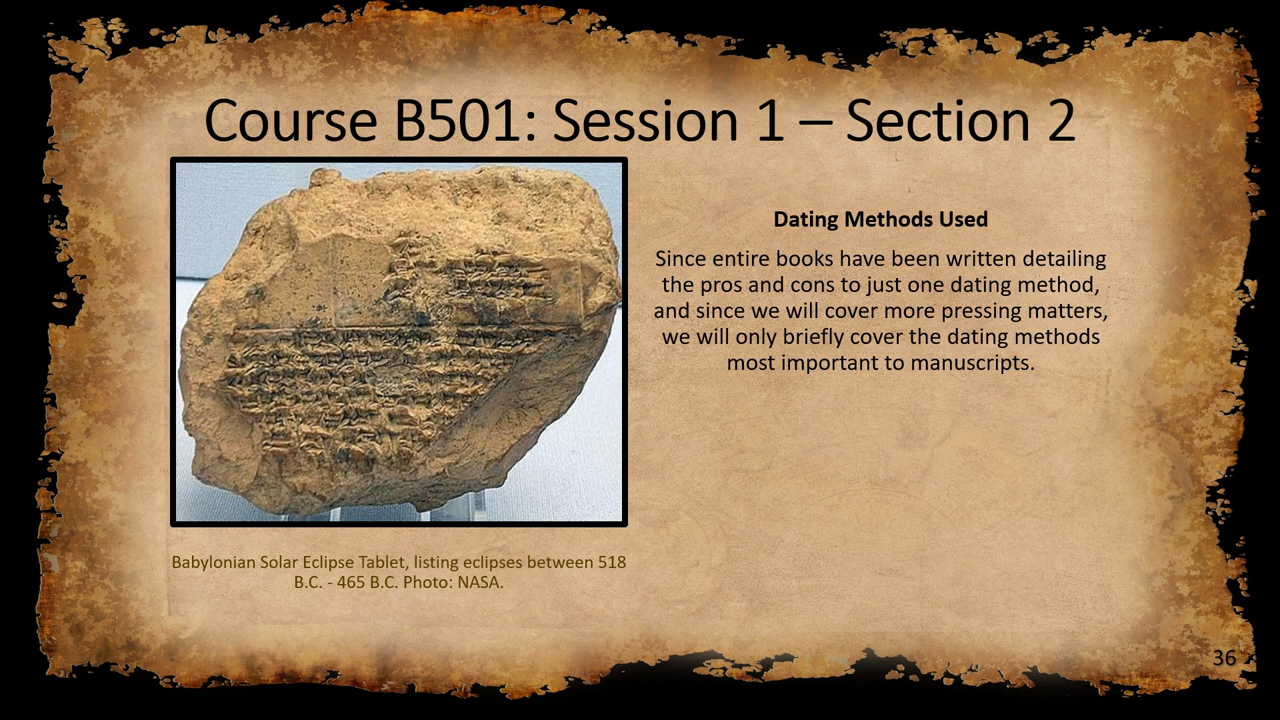 Course B501: Session 1 – Section 2
Dating Methods Used
Since entire books have been written detailing
the pros and cons to just one dating method,
and since we will cover more pressing matters,
we will only briefly cover the dating methods
most important to manuscripts.
Babylonian Solar Eclipse Tablet, listing eclipses between 518
B.C. - 465 B.C. Photo: NASA.
36